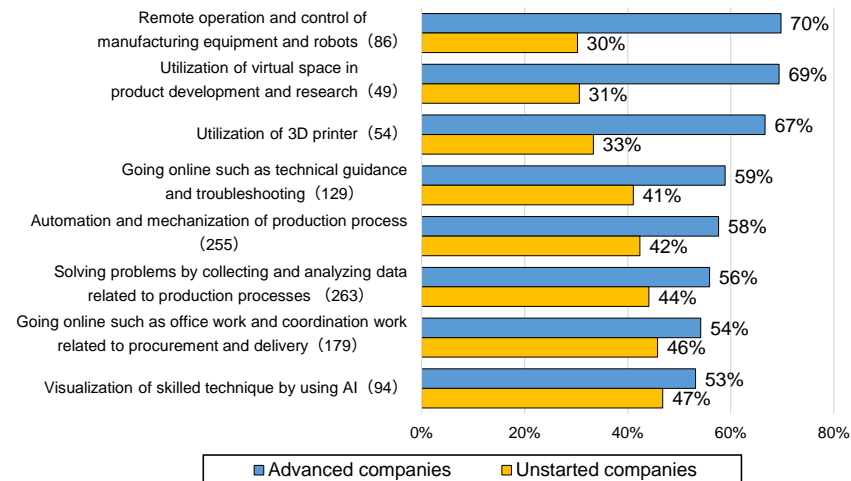 Remote operation and control of
manufacturing equipment and robots（86）
70%
30%
Utilization of virtual space in
product development and research（49）
69%
31%
Utilization of 3D printer（54）
67%
33%
Going online such as technical guidance
and troubleshooting（129）
59%
41%
Automation and mechanization of production process
（255）
58%
42%
Solving problems by collecting and analyzing data
related to production processes （263）
56%
44%
Going online such as office work and coordination work
related to procurement and delivery（179）
54%
46%
Visualization of skilled technique by using AI（94）
53%
47%
0% 20% 40% 60% 80%
Advanced companies Unstarted companies